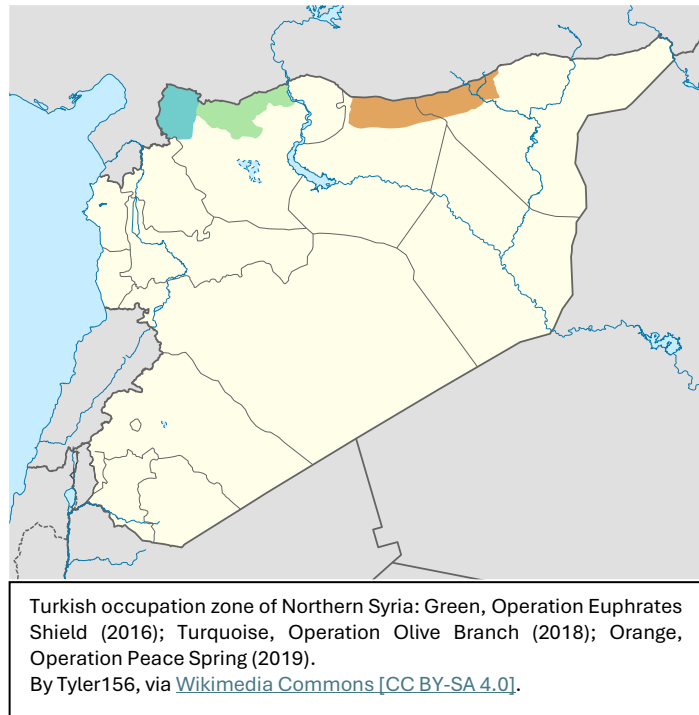 Turkish occupation zone of Northern Syria: Green, Operation Euphrates
Shield (2016); Turquoise, Operation Olive Branch (2018); Orange,
Operation Peace Spring (2019).
By Tyler156, via Wikimedia Commons [CC BY-SA 4.0].